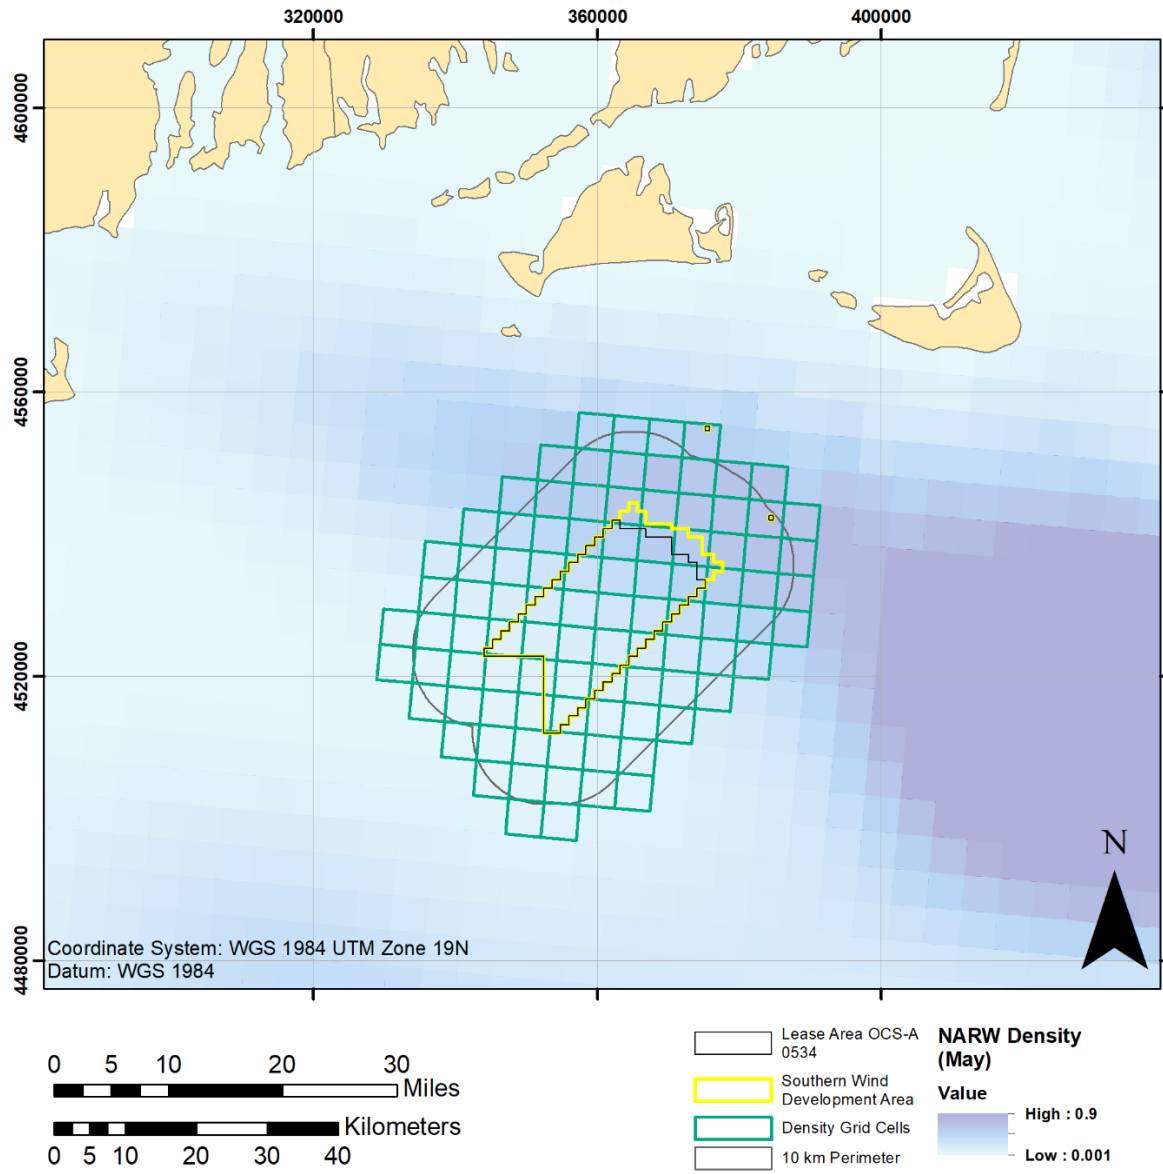 320000 360000 400000
4600000
4560000
4520000
4480000
N
Coordinate System: WGS 1984 UTM Zone 19N
Datum: WGS 1984
0 5 10 20 30
Miles
Kilometers
0 5 10 20 30 40
Lease Area OCS-A
0534
Southern Wind
Development Area
Density Grid Cells
10 km Perimeter
NARW Density
(May)
Value
High : 0.9
Low : 0.001